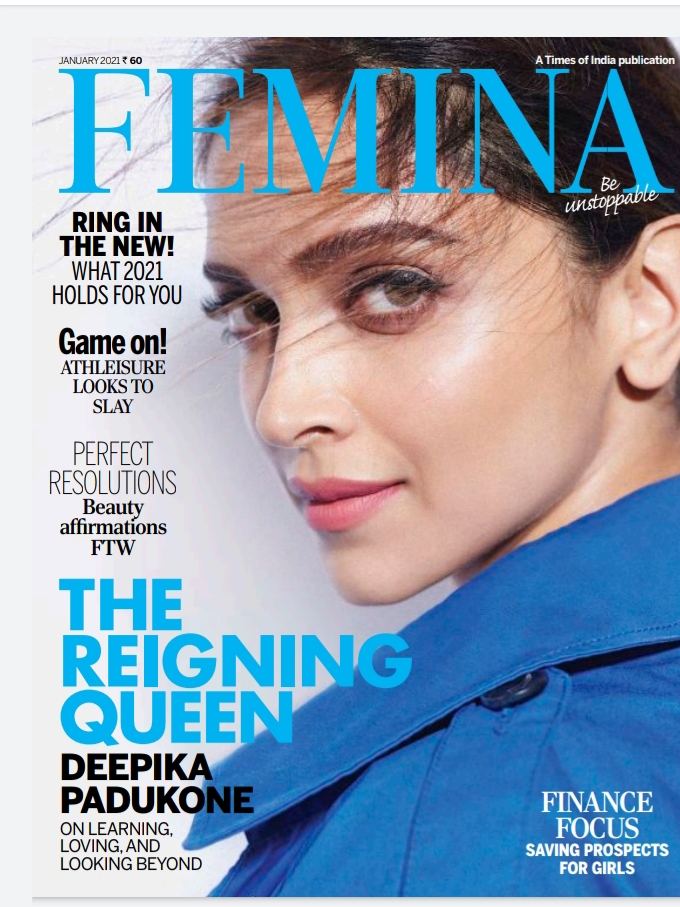 JANUARY 2021 ₹ 60
A Times of India publication
FEMINA
Be
unstoppable
RING IN
THE NEW!
WHAT 2021
HOLDS FOR YOU
Game on!
ATHLEISURE
LOOKS TO
SLAY
PERFECT
RESOLUTIONS
Beauty
affirmations
FTW
THE
REIGNING
QUEEN
DEEPIKA
PADUKONE
ON LEARNING,
LOVING, AND
LOOKING BEYOND
FINANCE
FOCUS
SAVING PROSPECTS
FOR GIRLS